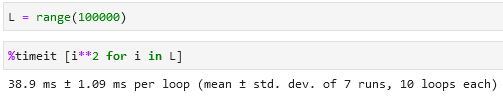 L = range(100000)
%timeit [i**2 for i in L]
38.9 ms ± 1.09 ms per loop (mean ± std. dev. of 7 runs, 10 loops each)